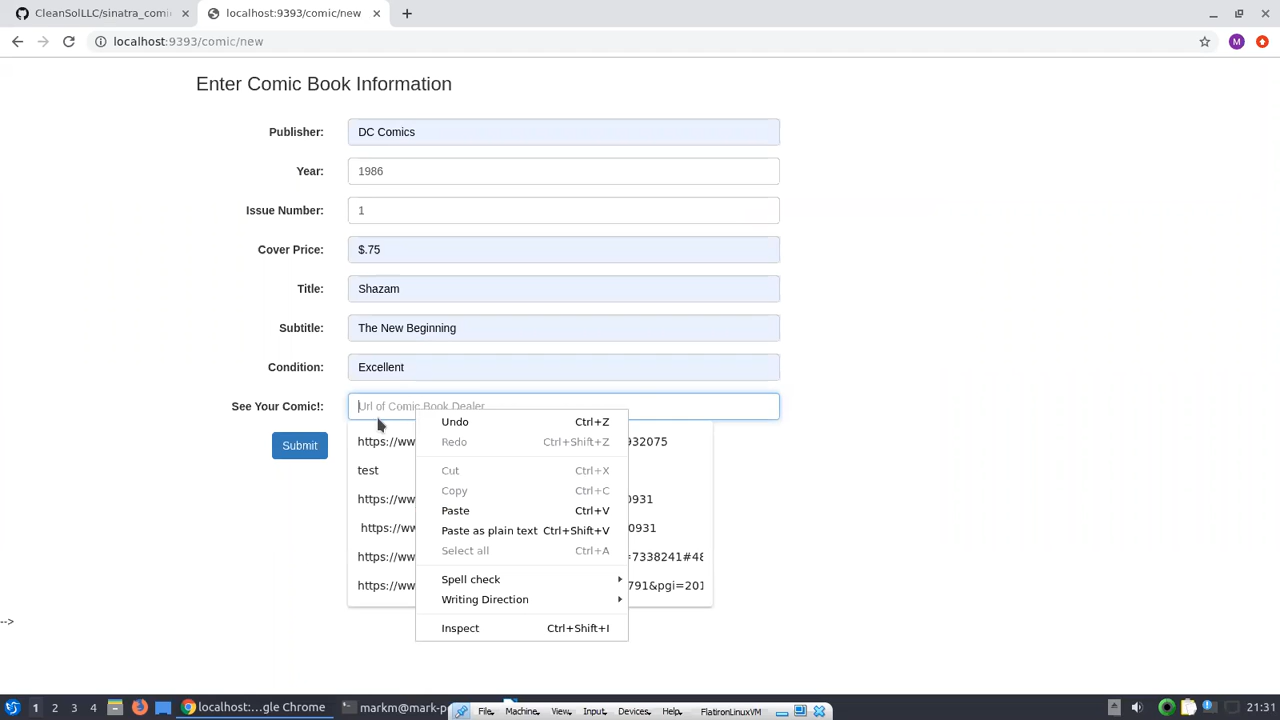 CleanSolLLC/sinatra_comi
localhost:9393/comic/new
localhost:9393/comic/new
M
Enter Comic Book Information
Publisher: DC Comics
Year: 1986
Issue Number: 1
Cover Price: $.75
Title: Shazam
Subtitle: The New Beginning
Condition: Excellent
See Your Comic!: Url of Comic Book Dealer
Submit
Undo Ctrl+Z
https://ww 932075
Redo Ctrl+Shift+Z
test
Cut Ctrl+X
Copy Ctrl+C
https://ww 0931
Paste Ctrl+V
https://ww 0931
Paste as plain text Ctrl+Shift+V
Select all Ctrl+A
https://ww =7338241#48
Spell check
https://ww 791&pgi=201
Writing Direction
-->
Inspect Ctrl+Shift+I
1 2 3 4 localhost:...gle Chrome markm@mark-p 21:31
File Machine View Input Devices Help FlatironLinuxVM